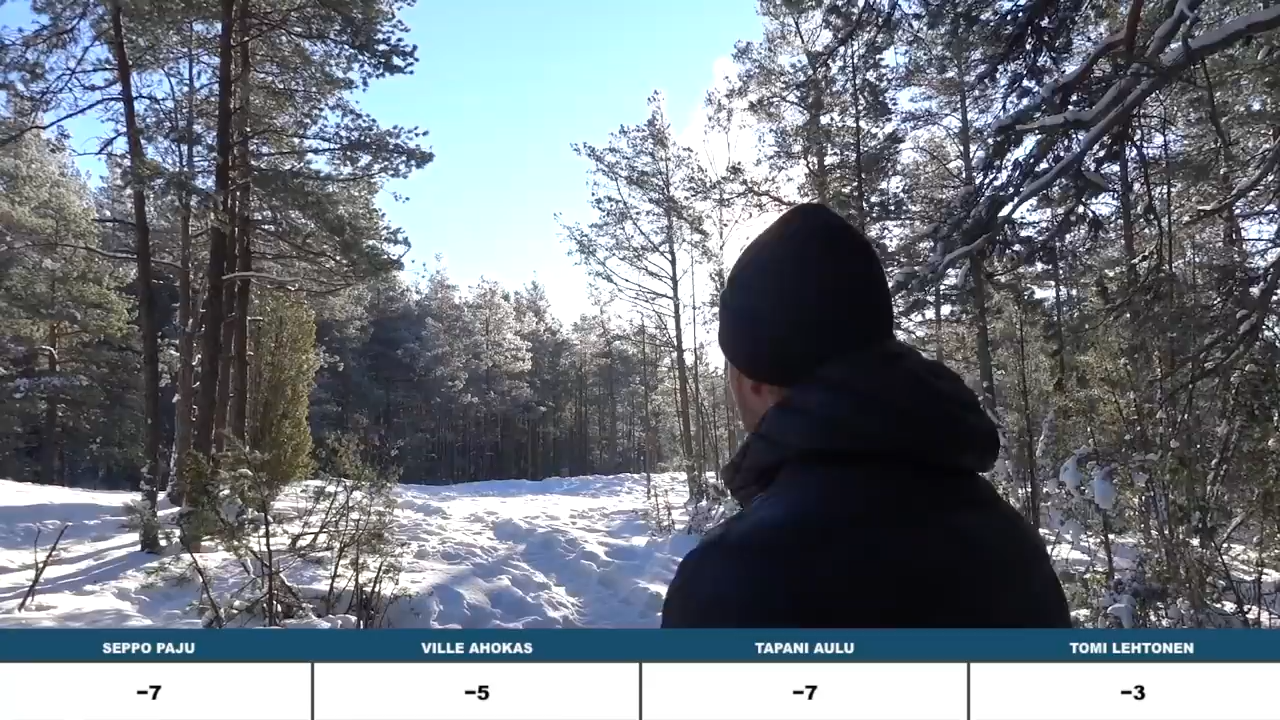 SEPPO PAJU VILLE AHOKAS TAPANI AULU TOMI LEHTONEN
−7 −5 −7 −3